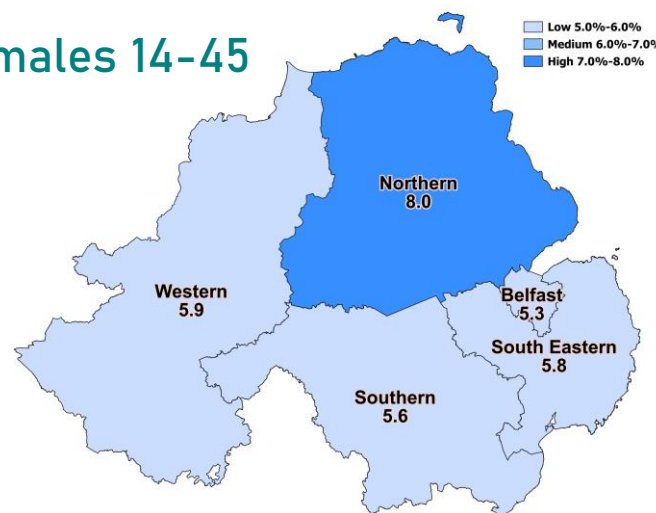 males 14-45
Low 5.0%-6.0%
Medium 6.0%-7.0%
High 7.0%-8.0%
Northern
8.0
Western
5.9
Belfast
5.3
South Eastern
5.8
Southern
5.6